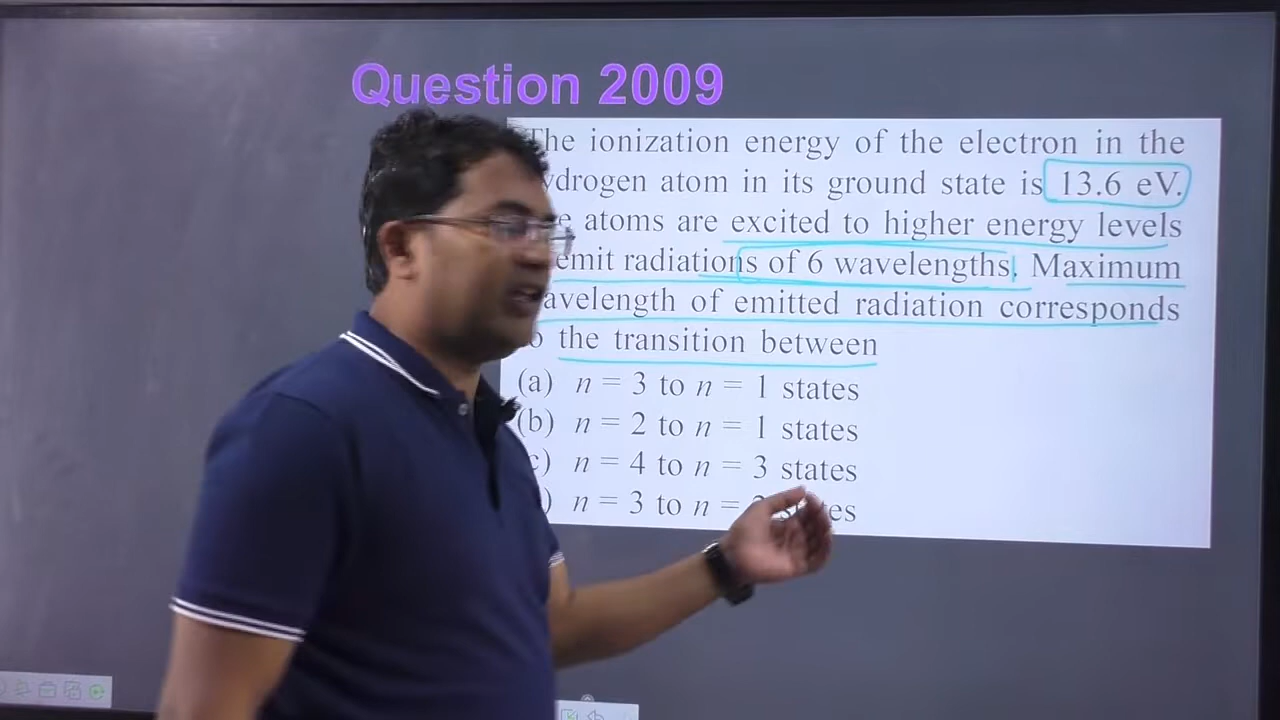 Question 2009
The ionization energy of the electron in the
ydrogen atom in its ground state is 13.6 eV.
e atoms are excited to higher energy levels
emit radiations of 6 wavelengths. Maximum
avelength of emitted radiation corresponds
the transition between
(a) n = 3 to n = 1 states
(b) n = 2 to n = 1 states
c) n = 4 to n = 3 states
) n = 3 to n =